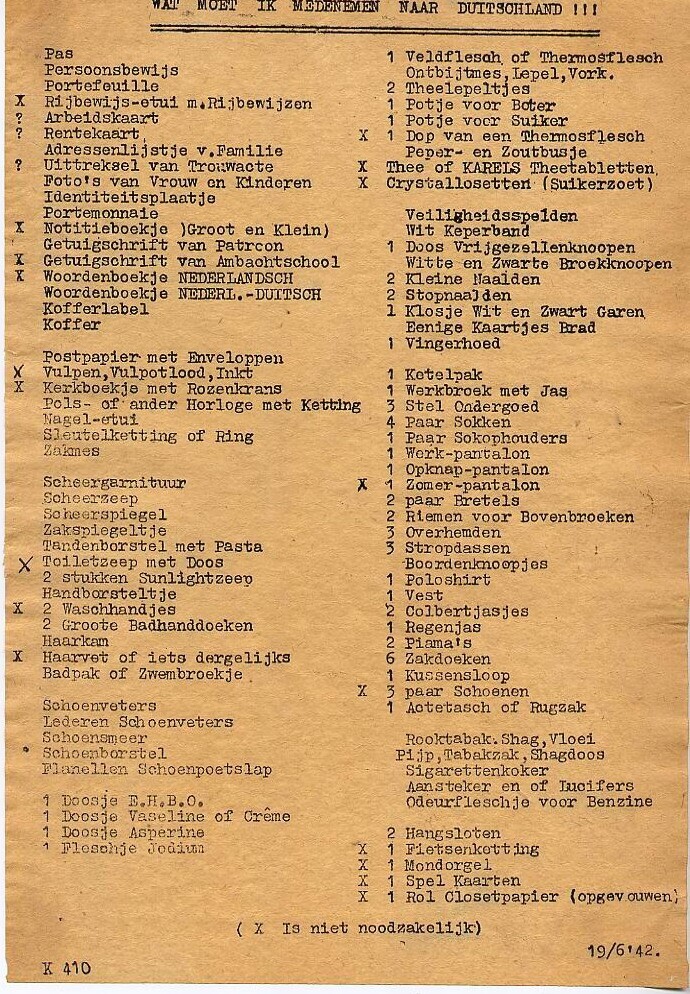 WAT MOET IK MEDENEMEN NAAR DUITSCHLAND !!!
Pas
Persoonsbewijs
Portefeuille
X Rijbewijs-etui m.Rijbewijzen
? Arbeidskaart
? Rentekaart
Adressenlijstje v.Familie
? Uittreksel van Trouwacte
Foto's van Vrouw en Kinderen
Identiteitsplaatje
Portemonnaie
X Notitieboekje )Groot en Klein)
Getuigschrift van Patroon
X Getuigschrift van Ambachtschool
X Woordenboekje NEDERLANDSCH
Woordenboekje NEDERL.-DUITSCH
Kofferlabel
Koffer
Postpapier met Enveloppen
X Vulpen,Vulpotlood,Inkt
X Kerkboekje met Rozenkrans
Pols- of ander Horloge met Ketting
Nagel-etui
Sleutelketting of Ring
Zakmes
Scheergarnituur
Scheerzeep
Scheerspiegel
Zakspiegeltje
Tandenborstel met Pasta
X Toiletzeep met Doos
2 stukken Sunlightzeep
Handborsteltje
X 2 Waschhandjes
2 Groote Badhanddoeken
Haarkam
X Haarvet of iets dergelijks
Badpak of Zwembroekje
Schoenveters
Lederen Schoenveters
Schoensmeer
Schoenborstel
Flanellen Schoenpoetslap
1 Doosje E.H.B.O.
1 Doosje Vaseline of Crême
1 Doosje Asperine
1 Fleschje Jodium
1 Veldflesch of Thermosflesch
Ontbijtmes,Lepel,Vork.
2 Theelepeltjes
1 Potje voor Boter
1 Potje voor Suiker
X 1 Dop van een Thermosflesch
Peper- en Zoutbusje
X Thee of KARELS Theetabletten
X Crystallosetten (Suikerzoet)
Veiligheidsspelden
Wit Keperband
1 Doos Vrijgezellenknoopen
Witte en Zwarte Broekknoopen
2 Kleine Naalden
2 Stopnaalden
1 Klosje Wit en Zwart Garen
Eenige Kaartjes Brad
1 Vingerhoed
1 Ketelpak
1 Werkbroek met Jas
3 Stel Ondergoed
4 Paar Sokken
1 Paar Sokophouders
1 Werk-pantalon
1 Opknap-pantalon
X 1 Zomer-pantalon
2 paar Bretels
2 Riemen voor Bovenbroeken
3 Overhemden
3 Stropdassen
Boordenknoopjes
1 Poloshirt
1 Vest
2 Colbertjasjes
1 Regenjas
2 Piama's
6 Zakdoeken
1 Kussensloop
X 3 paar Schoenen
1 Actetasch of Rugzak
Rooktabak.Shag,Vloei
Pijp,Tabakzak,Shagdoos
Sigarettenkoker
Aansteker en of Lucifers
Odeurfleschje voor Benzine
2 Hangsloten
X 1 Fietsenketting
X 1 Mondorgel
X 1 Spel Kaarten
X 1 Rol Closetpapier (opgevouwen)
( X Is niet noodzakelijk)
19/6'42.
K 410